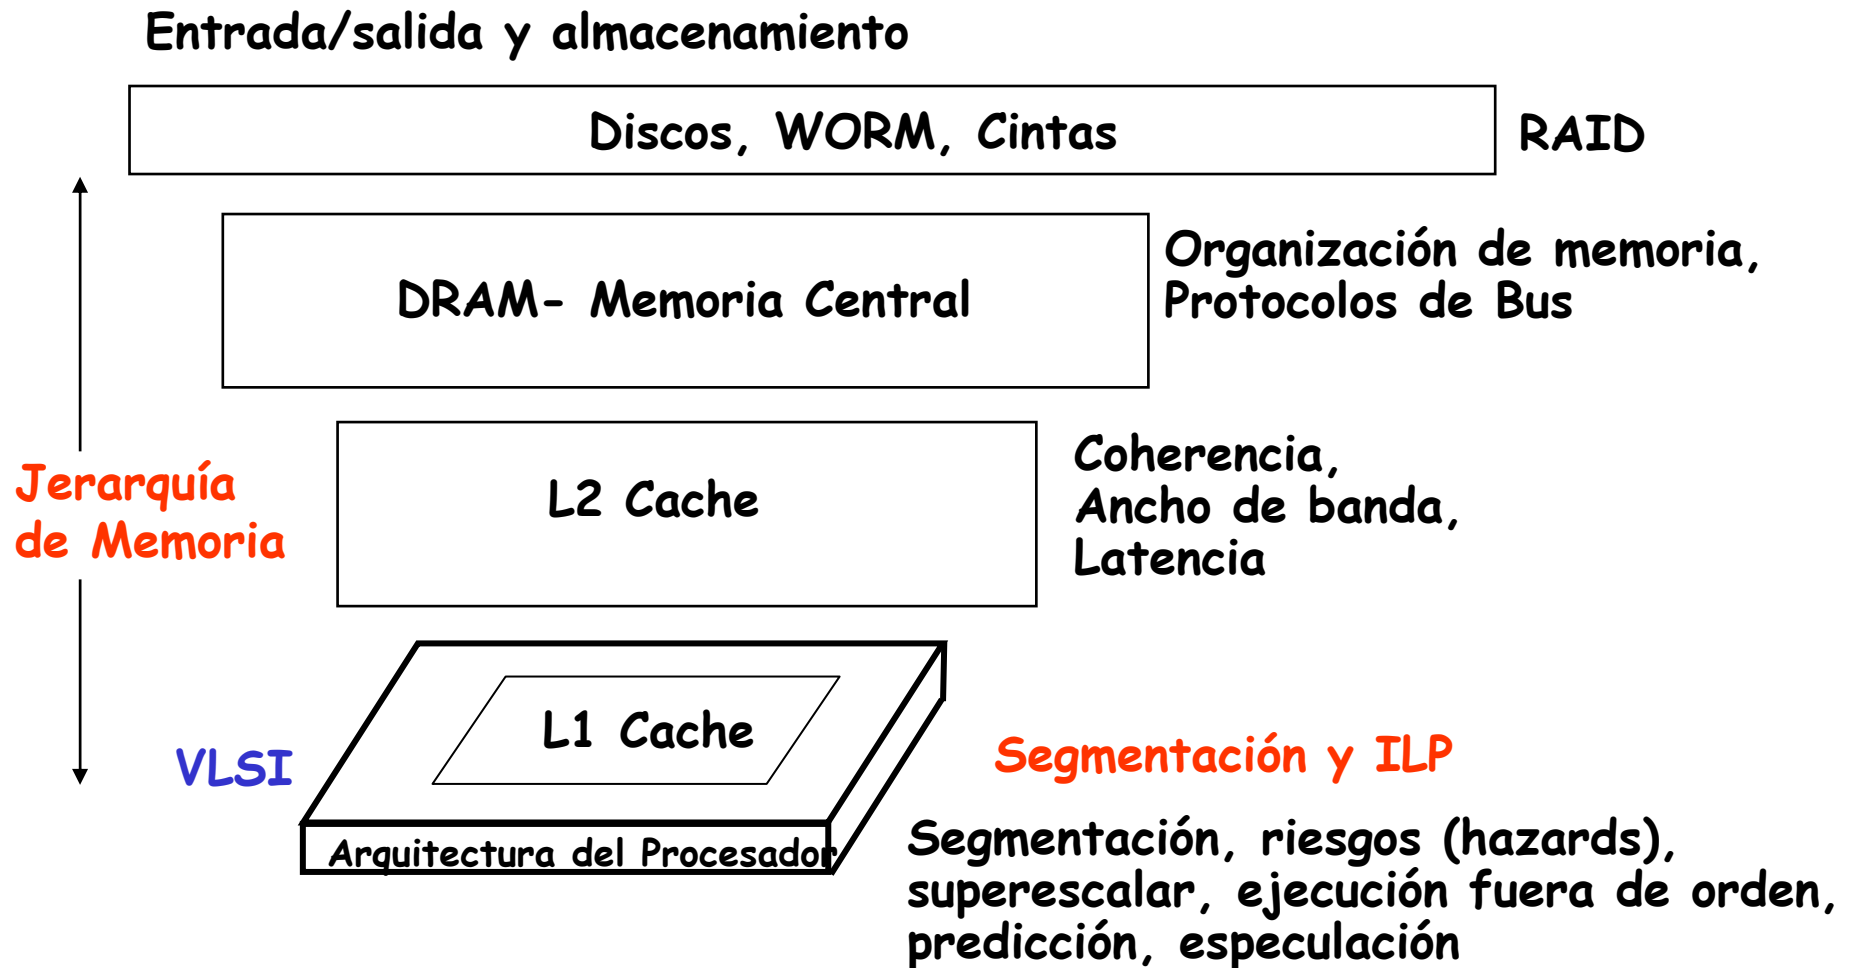 Entrada/salida y almacenamiento
Discos, WORM, Cintas
RAID
DRAM- Memoria Central
Organización de memoria,
Protocolos de Bus
Jerarquía
de Memoria
L2 Cache
Coherencia,
Ancho de banda,
Latencia
VLSI
L1 Cache
Arquitectura del Procesador
Segmentación y ILP
Segmentación, riesgos (hazards),
superescalar, ejecución fuera de orden,
predicción, especulación